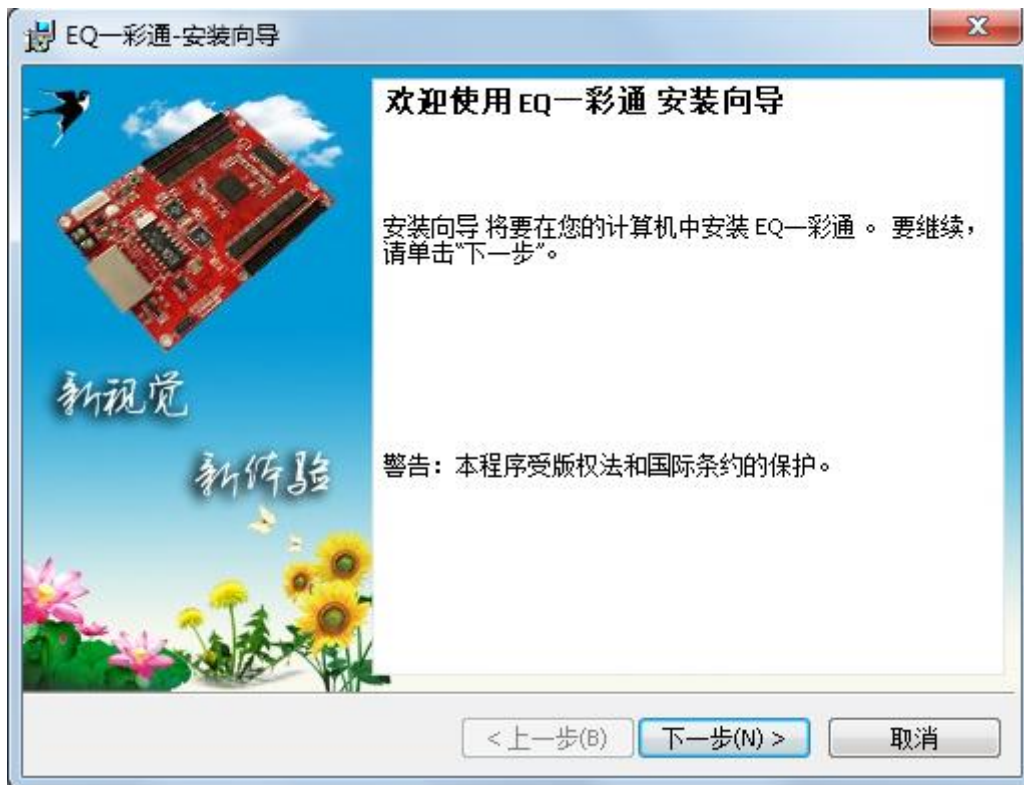 EQ一彩通-安装向导
欢迎使用EQ一彩通 安装向导
安装向导 将要在您的计算机中安装 EQ一彩通 。 要继续，
请单击"下一步"。
新视觉
新体验
警告：本程序受版权法和国际条约的保护。
<上一步(B)
下一步(N) >
取消